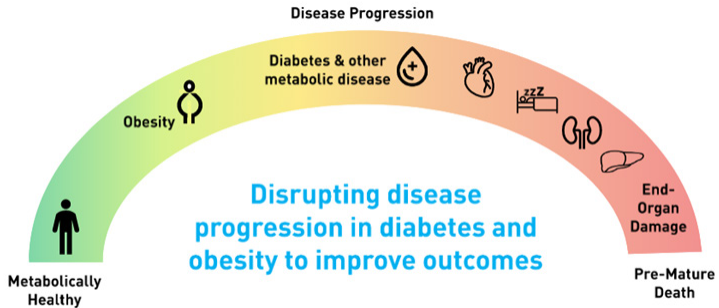 Disease Progression
Diabetes & other
metabolic disease
zzZ
Obesity
Disrupting disease
progression in diabetes and
obesity to improve outcomes
End-
Organ
Damage
Metabolically
Healthy
Pre-Mature
Death